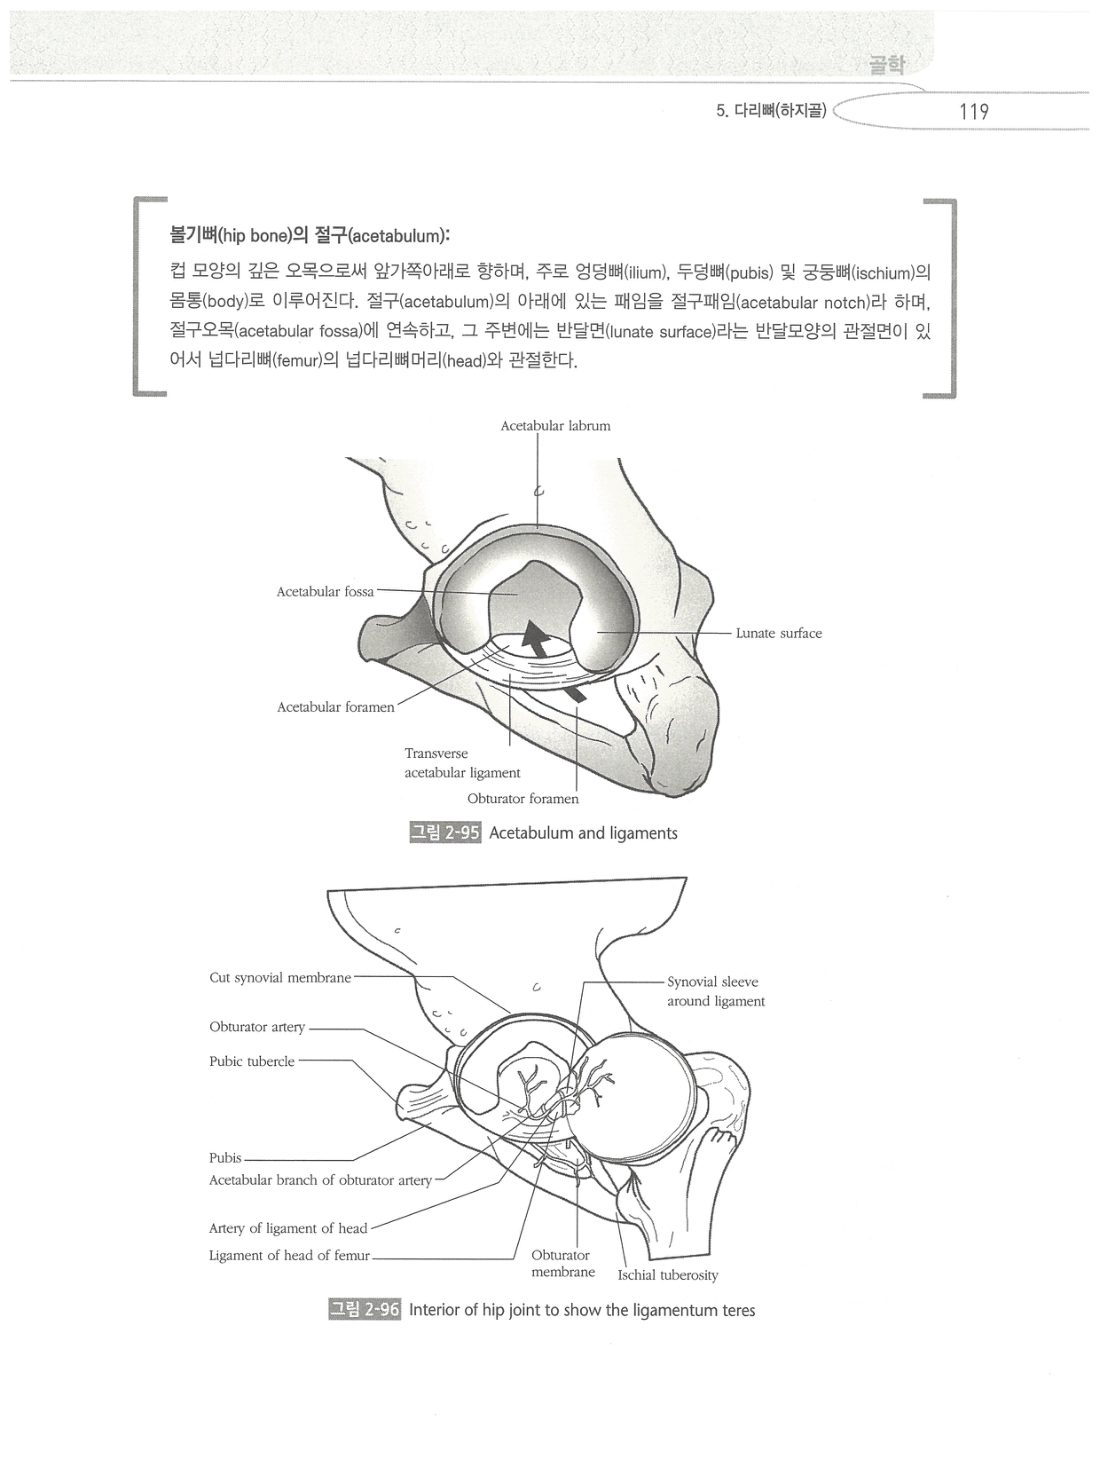 골학
5. 다리뼈(하지골)
119
볼기뼈(hip bone)의 절구(acetabulum):
컵 모양의 깊은 오목으로써 앞가쪽아래로 향하며, 주로 엉덩뼈(ilium), 두덩뼈(pubis) 및 궁둥뼈(ischium)의
몸통(body)로 이루어진다. 절구(acetabulum)의 아래에 있는 패임을 절구패임(acetabular notch)라 하며,
절구오목(acetabular fossa)에 연속하고, 그 주변에는 반달면(lunate surface)라는 반달모양의 관절면이 있
어서 넙다리뼈(femur)의 넙다리뼈머리(head)와 관절한다.
Acetabular labrum
Acetabular fossa
Lunate surface
Acetabular foramen
Transverse
acetabular ligament
Obturator foramen
그림 2-95 Acetabulum and ligaments
Cut synovial membrane
Synovial sleeve
around ligament
Obturator artery
Pubic tubercle
Pubis
Acetabular branch of obturator artery
Artery of ligament of head
Ligament of head of femur
Obturator
membrane
Ischial tuberosity
그림 2-96 Interior of hip joint to show the ligamentum teres